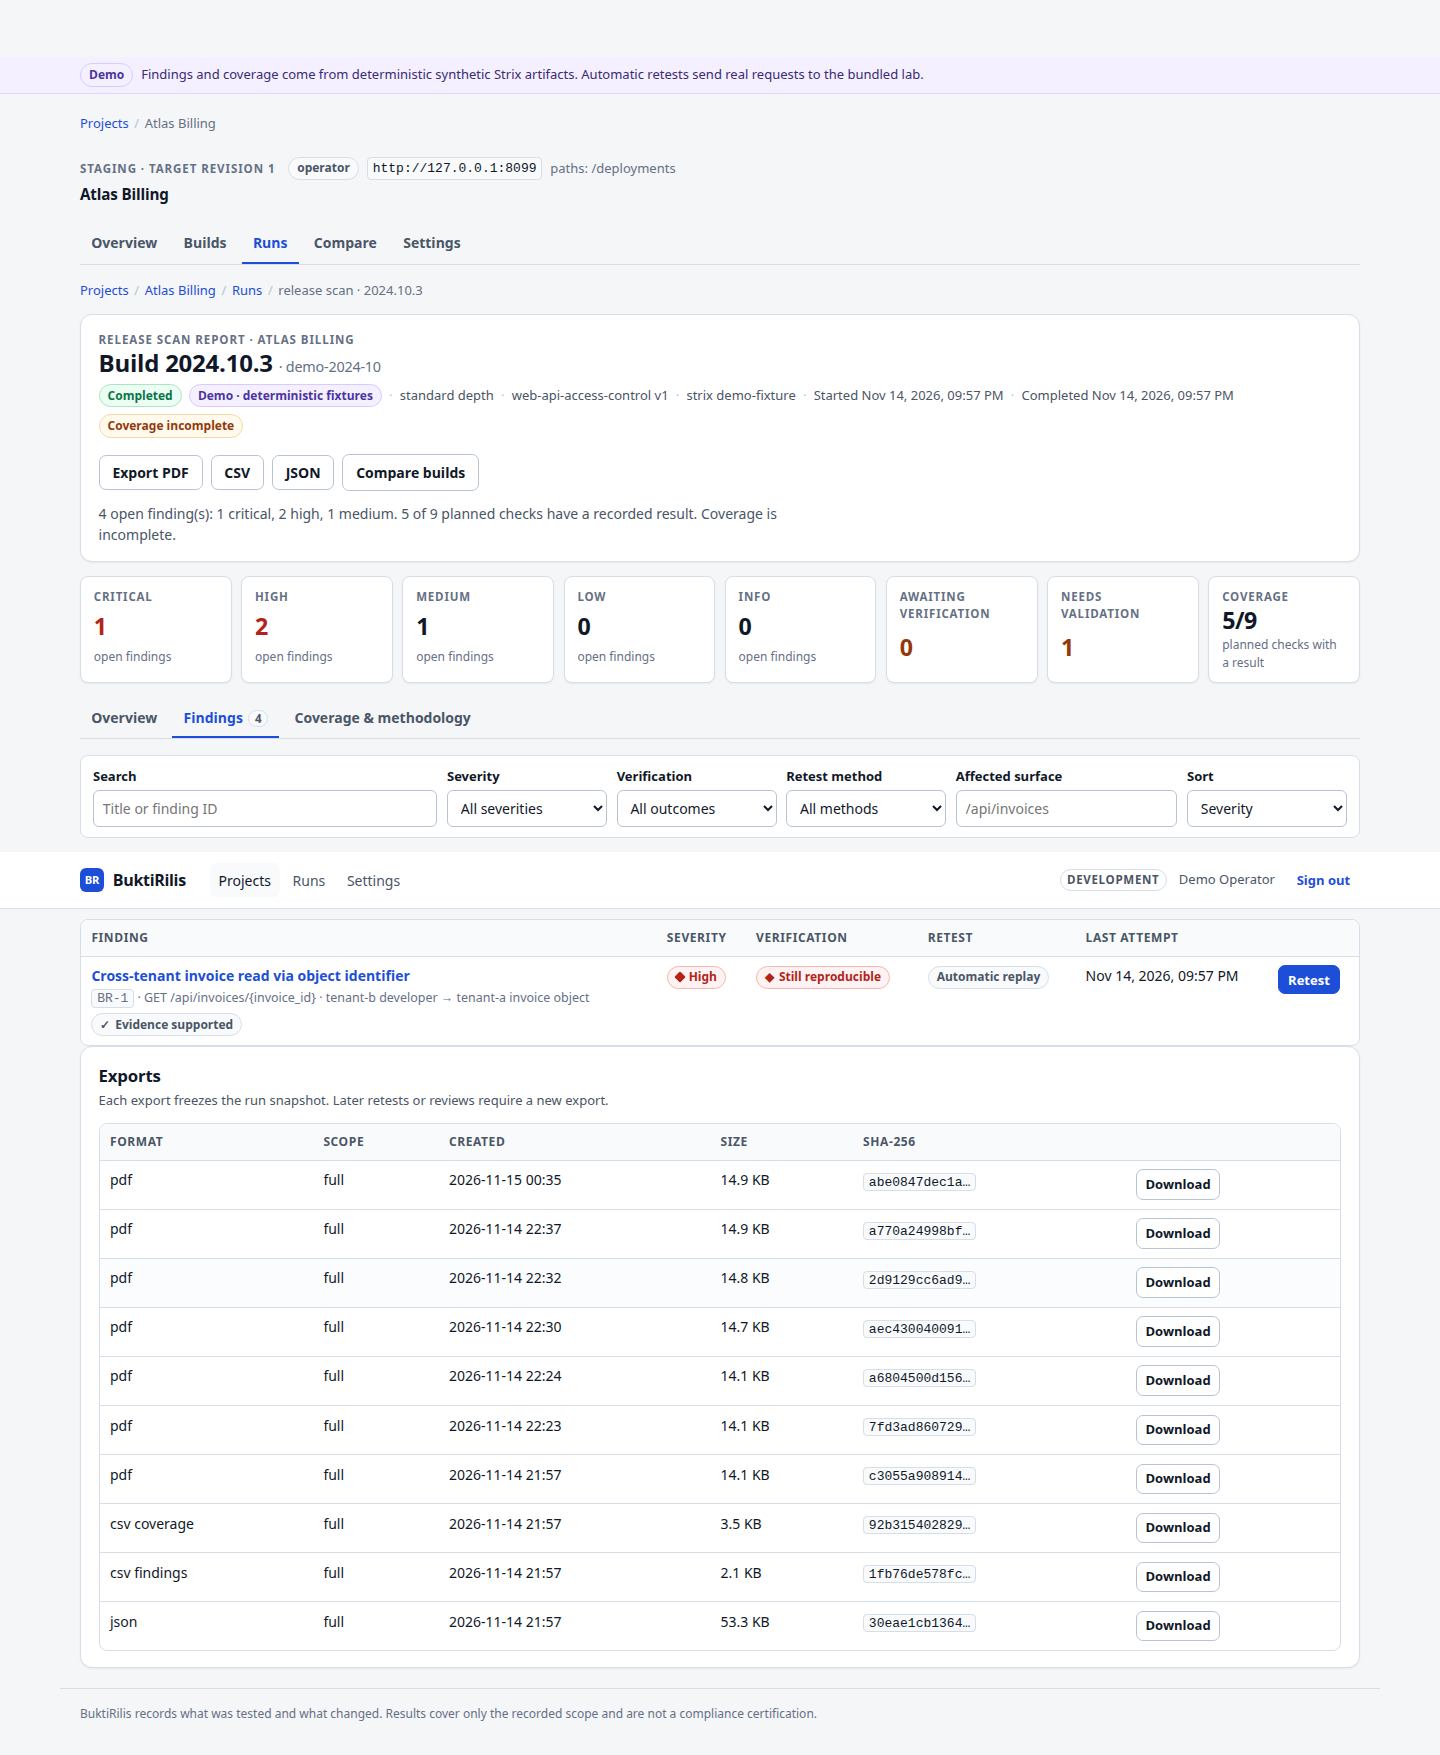 Demo Findings and coverage come from deterministic synthetic Strix artifacts. Automatic retests send real requests to the bundled lab.
Projects / Atlas Billing
STAGING · TARGET REVISION 1 operator http://127.0.0.1:8099 paths: /deployments
Atlas Billing
Overview Builds Runs Compare Settings
Projects / Atlas Billing / Runs / release scan · 2024.10.3
RELEASE SCAN REPORT · ATLAS BILLING
Build 2024.10.3 · demo-2024-10
Completed Demo · deterministic fixtures · standard depth · web-api-access-control v1 · strix demo-fixture · Started Nov 14, 2026, 09:57 PM · Completed Nov 14, 2026, 09:57 PM
Coverage incomplete
Export PDF CSV JSON Compare builds
4 open finding(s): 1 critical, 2 high, 1 medium. 5 of 9 planned checks have a recorded result. Coverage is
incomplete.
CRITICAL
1
open findings
HIGH
2
open findings
MEDIUM
1
open findings
LOW
0
open findings
INFO
0
open findings
AWAITING
VERIFICATION
0
NEEDS
VALIDATION
1
COVERAGE
5/9
planned checks with
a result
Overview Findings 4 Coverage & methodology
Search Severity Verification Retest method Affected surface Sort
Title or finding ID All severities All outcomes All methods /api/invoices Severity
BR BuktiRilis Projects Runs Settings DEVELOPMENT Demo Operator Sign out
FINDING SEVERITY VERIFICATION RETEST LAST ATTEMPT
Cross-tenant invoice read via object identifier ◆ High ◆ Still reproducible Automatic replay Nov 14, 2026, 09:57 PM Retest
BR-1 · GET /api/invoices/{invoice_id} · tenant-b developer → tenant-a invoice object
✓ Evidence supported
Exports
Each export freezes the run snapshot. Later retests or reviews require a new export.
FORMAT SCOPE CREATED SIZE SHA-256
pdf full 2026-11-15 00:35 14.9 KB abe0847dec1a… Download
pdf full 2026-11-14 22:37 14.9 KB a770a24998bf… Download
pdf full 2026-11-14 22:32 14.8 KB 2d9129cc6ad9… Download
pdf full 2026-11-14 22:30 14.7 KB aec430040091… Download
pdf full 2026-11-14 22:24 14.1 KB a6804500d156… Download
pdf full 2026-11-14 22:23 14.1 KB 7fd3ad860729… Download
pdf full 2026-11-14 21:57 14.1 KB c3055a908914… Download
csv coverage full 2026-11-14 21:57 3.5 KB 92b315402829… Download
csv findings full 2026-11-14 21:57 2.1 KB 1fb76de578fc… Download
json full 2026-11-14 21:57 53.3 KB 30eae1cb1364… Download
BuktiRilis records what was tested and what changed. Results cover only the recorded scope and are not a compliance certification.